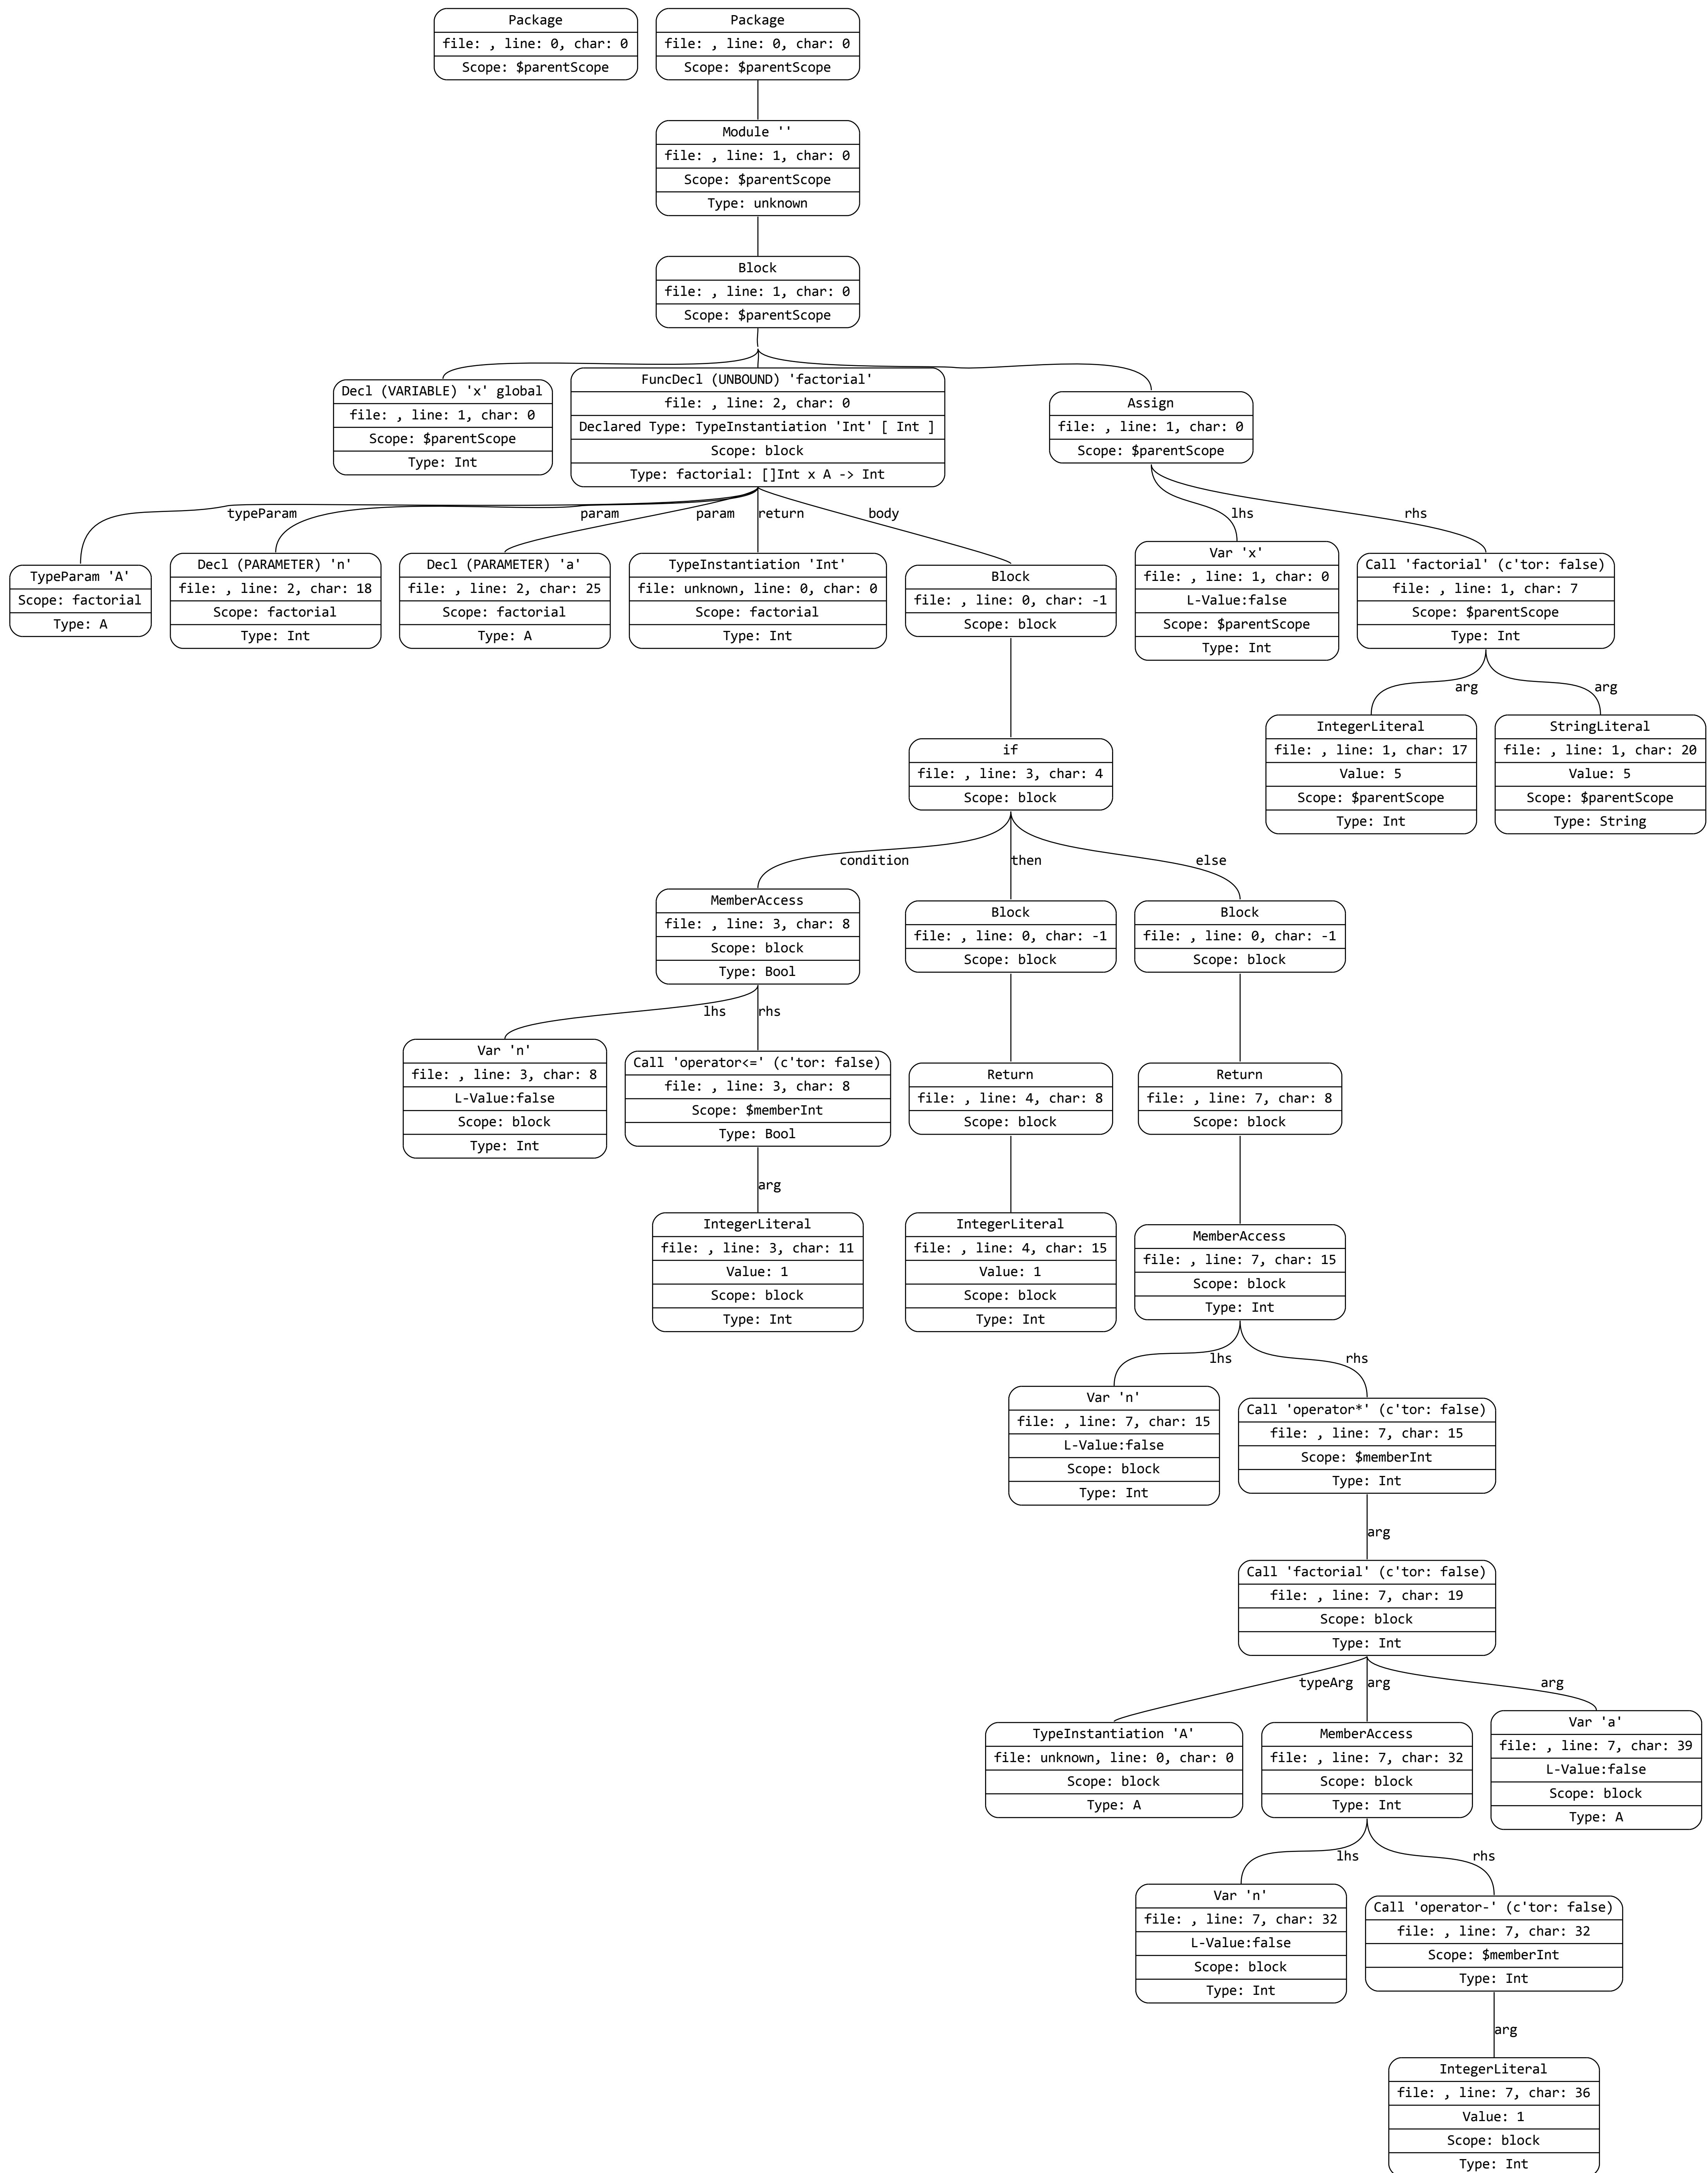 Package
file: , line: 0, char: 0
Scope: $parentScope
Package
file: , line: 0, char: 0
Scope: $parentScope
Module ''
file: , line: 1, char: 0
Scope: $parentScope
Type: unknown
Block
file: , line: 1, char: 0
Scope: $parentScope
Decl (VARIABLE) 'x' global
file: , line: 1, char: 0
Scope: $parentScope
Type: Int
FuncDecl (UNBOUND) 'factorial'
file: , line: 2, char: 0
Declared Type: TypeInstantiation 'Int' [ Int ]
Scope: block
Type: factorial: []Int x A -> Int
Assign
file: , line: 1, char: 0
Scope: $parentScope
typeParam
param
param
return
body
lhs
rhs
TypeParam 'A'
Scope: factorial
Type: A
Decl (PARAMETER) 'n'
file: , line: 2, char: 18
Scope: factorial
Type: Int
Decl (PARAMETER) 'a'
file: , line: 2, char: 25
Scope: factorial
Type: A
TypeInstantiation 'Int'
file: unknown, line: 0, char: 0
Scope: factorial
Type: Int
Block
file: , line: 0, char: -1
Scope: block
Var 'x'
file: , line: 1, char: 0
L-Value:false
Scope: $parentScope
Type: Int
Call 'factorial' (c'tor: false)
file: , line: 1, char: 7
Scope: $parentScope
Type: Int
arg
arg
IntegerLiteral
file: , line: 1, char: 17
Value: 5
Scope: $parentScope
Type: Int
StringLiteral
file: , line: 1, char: 20
Value: 5
Scope: $parentScope
Type: String
if
file: , line: 3, char: 4
Scope: block
condition
then
else
MemberAccess
file: , line: 3, char: 8
Scope: block
Type: Bool
Block
file: , line: 0, char: -1
Scope: block
Block
file: , line: 0, char: -1
Scope: block
lhs
rhs
Var 'n'
file: , line: 3, char: 8
L-Value:false
Scope: block
Type: Int
Call 'operator<=' (c'tor: false)
file: , line: 3, char: 8
Scope: $memberInt
Type: Bool
Return
file: , line: 4, char: 8
Scope: block
Return
file: , line: 7, char: 8
Scope: block
arg
IntegerLiteral
file: , line: 3, char: 11
Value: 1
Scope: block
Type: Int
IntegerLiteral
file: , line: 4, char: 15
Value: 1
Scope: block
Type: Int
MemberAccess
file: , line: 7, char: 15
Scope: block
Type: Int
lhs
rhs
Var 'n'
file: , line: 7, char: 15
L-Value:false
Scope: block
Type: Int
Call 'operator*' (c'tor: false)
file: , line: 7, char: 15
Scope: $memberInt
Type: Int
arg
Call 'factorial' (c'tor: false)
file: , line: 7, char: 19
Scope: block
Type: Int
typeArg
arg
arg
TypeInstantiation 'A'
file: unknown, line: 0, char: 0
Scope: block
Type: A
MemberAccess
file: , line: 7, char: 32
Scope: block
Type: Int
Var 'a'
file: , line: 7, char: 39
L-Value:false
Scope: block
Type: A
lhs
rhs
Var 'n'
file: , line: 7, char: 32
L-Value:false
Scope: block
Type: Int
Call 'operator-' (c'tor: false)
file: , line: 7, char: 32
Scope: $memberInt
Type: Int
arg
IntegerLiteral
file: , line: 7, char: 36
Value: 1
Scope: block
Type: Int